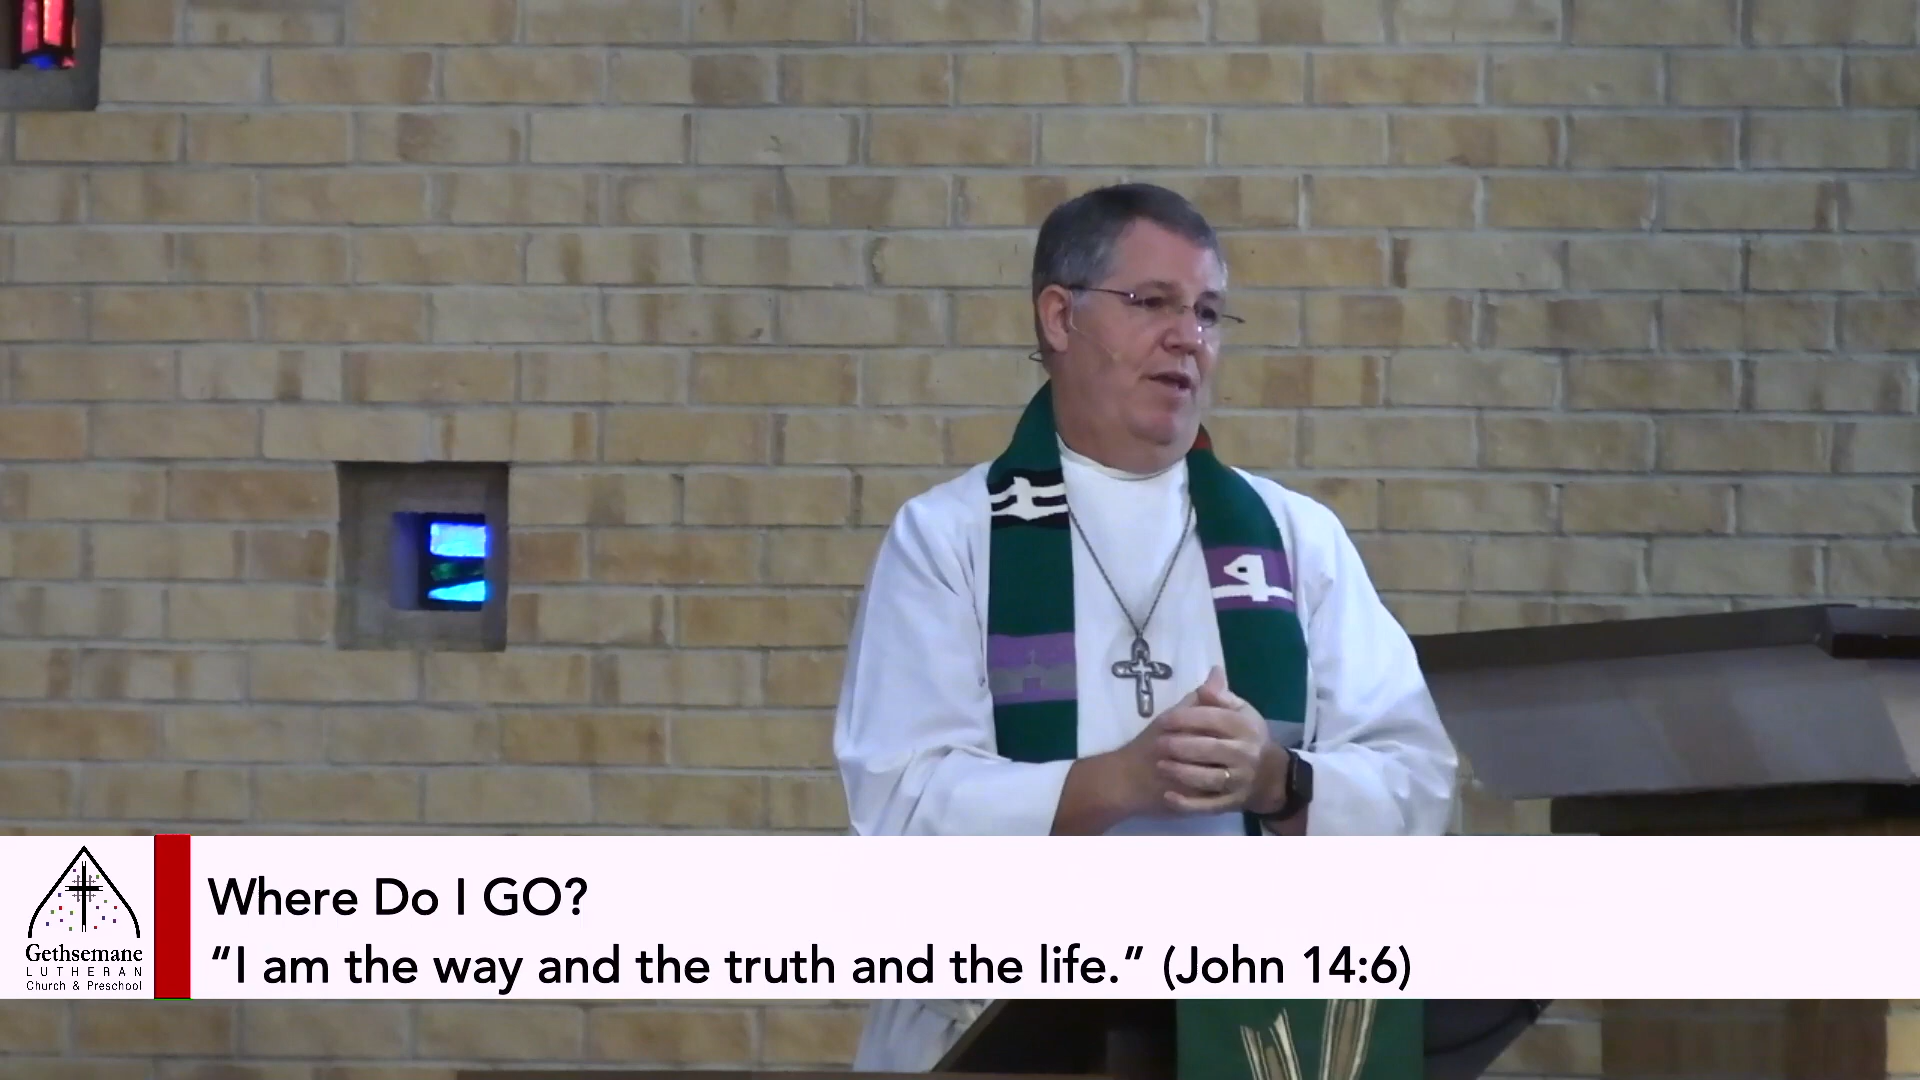 Where Do I GO?
“I am the way and the truth and the life.” (John 14:6)
Gethsemane
LUTHERAN
Church & Preschool